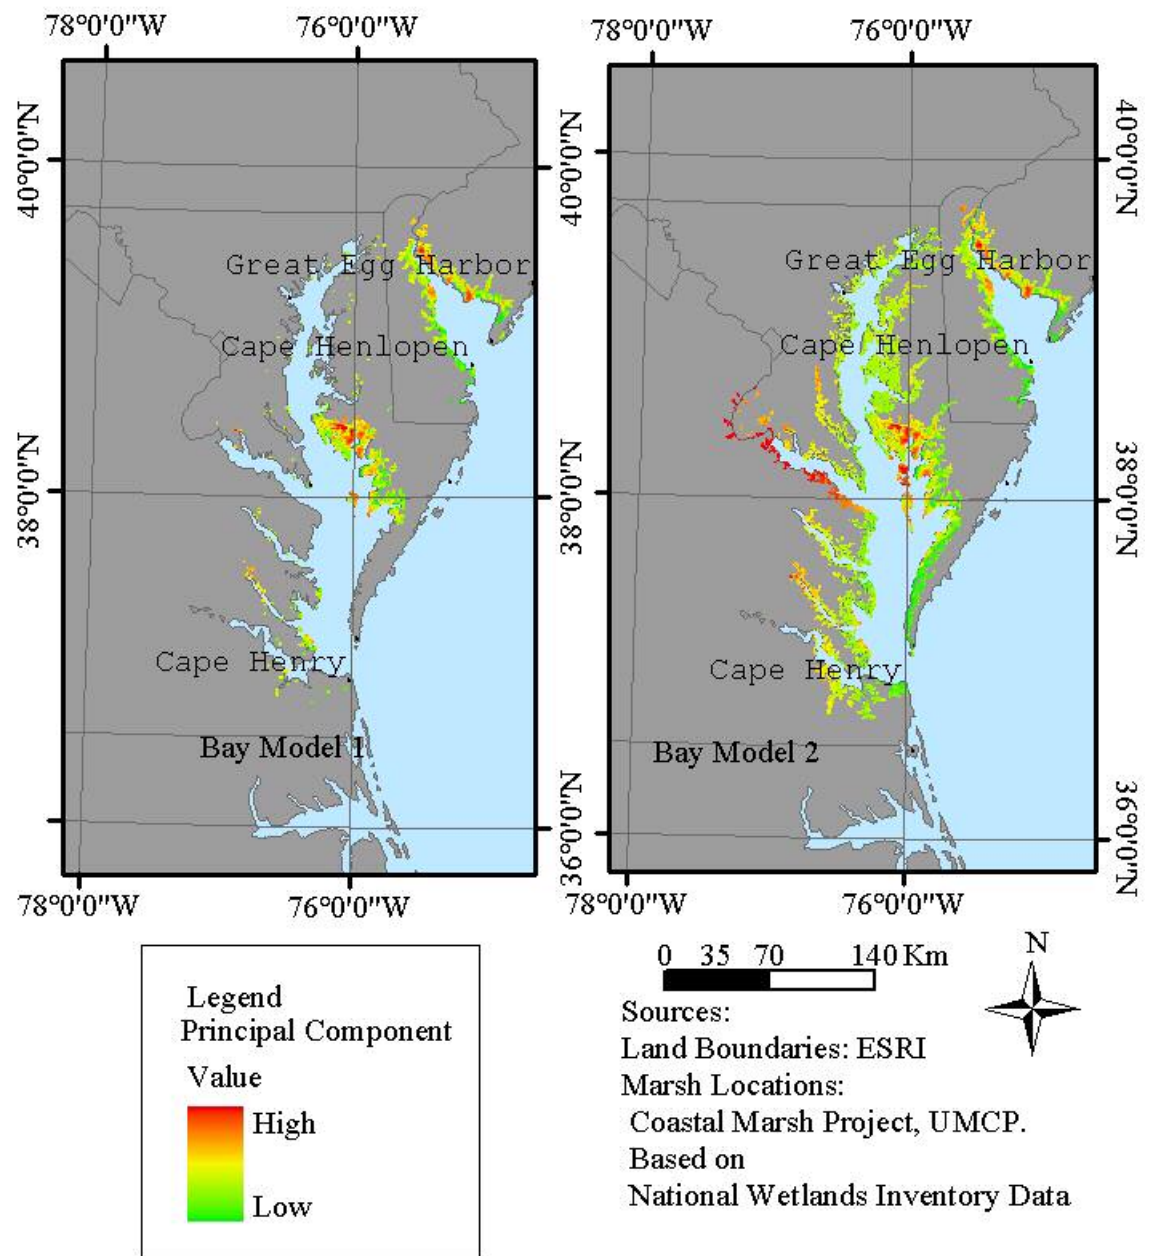 78°0'0"W 76°0'0"W 78°0'0"W 76°0'0"W
40°0'0"N 40°0'0"N 40°0'0"N
Great Egg Harbor Great Egg Harbor
Cape Henlopen Cape Henlopen
38°0'0"N 38°0'0"N 38°0'0"N
Cape Henry Cape Henry
Bay Model 1 Bay Model 2
36°0'0"N 36°0'0"N
78°0'0"W 76°0'0"W 78°0'0"W 76°0'0"W
Legend
Principal Component
Value
High
Low
0 35 70 140 Km
N
Sources:
Land Boundaries: ESRI
Marsh Locations:
Coastal Marsh Project, UMCP.
Based on
National Wetlands Inventory Data